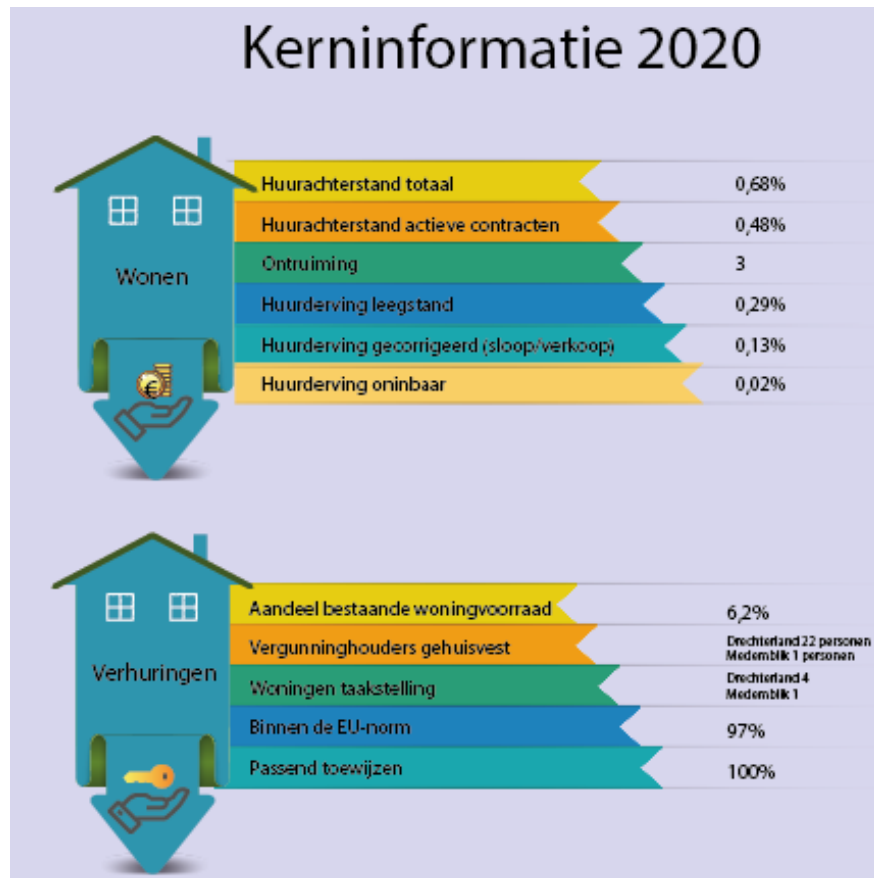 Kerninformatie 2020
Wonen
Huurachterstand totaal 0,68%
Huurachterstand actieve contracten 0,48%
Ontruiming 3
Huurderving leegstand 0,29%
Huurderving gecorrigeerd (sloop/verkoop) 0,13%
Huurderving oninbaar 0,02%
Verhuringen
Aandeel bestaande woningvoorraad 6,2%
Vergunninghouders gehuisvest Drechterland 22 personen
Medemblik 1 personen
Woningen taakstelling Drechterland 4
Medemblik 1
Binnen de EU-norm 97%
Passend toewijzen 100%